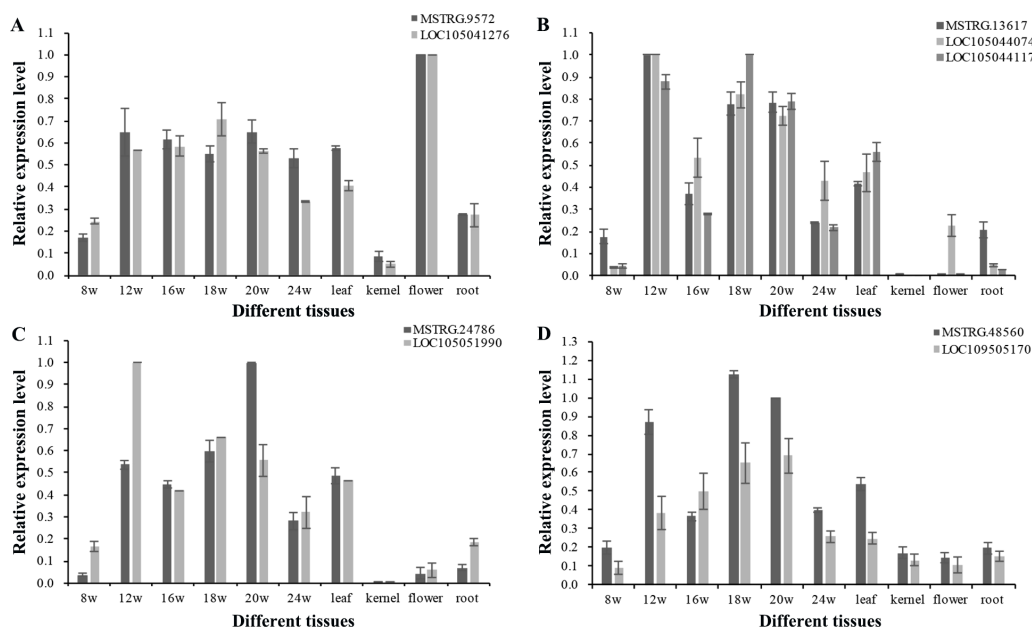 A
MSTRG.9572
LOC105041276
Relative expression level
1.1
1.0
0.9
0.8
0.7
0.6
0.5
0.4
0.3
0.2
0.1
0.0
8w 12w 16w 18w 20w 24w leaf kernel flower root
Different tissues
B
MSTRG.13617
LOC105044074
LOC105044117
Relative expression level
1.1
1.0
0.9
0.8
0.7
0.6
0.5
0.4
0.3
0.2
0.1
0.0
8w 12w 16w 18w 20w 24w leaf kernel flower root
Different tissues
C
MSTRG.24786
LOC105051990
Relative expression level
1.1
1.0
0.9
0.8
0.7
0.6
0.5
0.4
0.3
0.2
0.1
0.0
8w 12w 16w 18w 20w 24w leaf kernel flower root
Different tissues
D
MSTRG.48560
LOC109505170
Relative expression level
1.3
1.2
1.1
1.0
0.9
0.8
0.7
0.6
0.5
0.4
0.3
0.2
0.1
0.0
8w 12w 16w 18w 20w 24w leaf kernel flower root
Different tissues